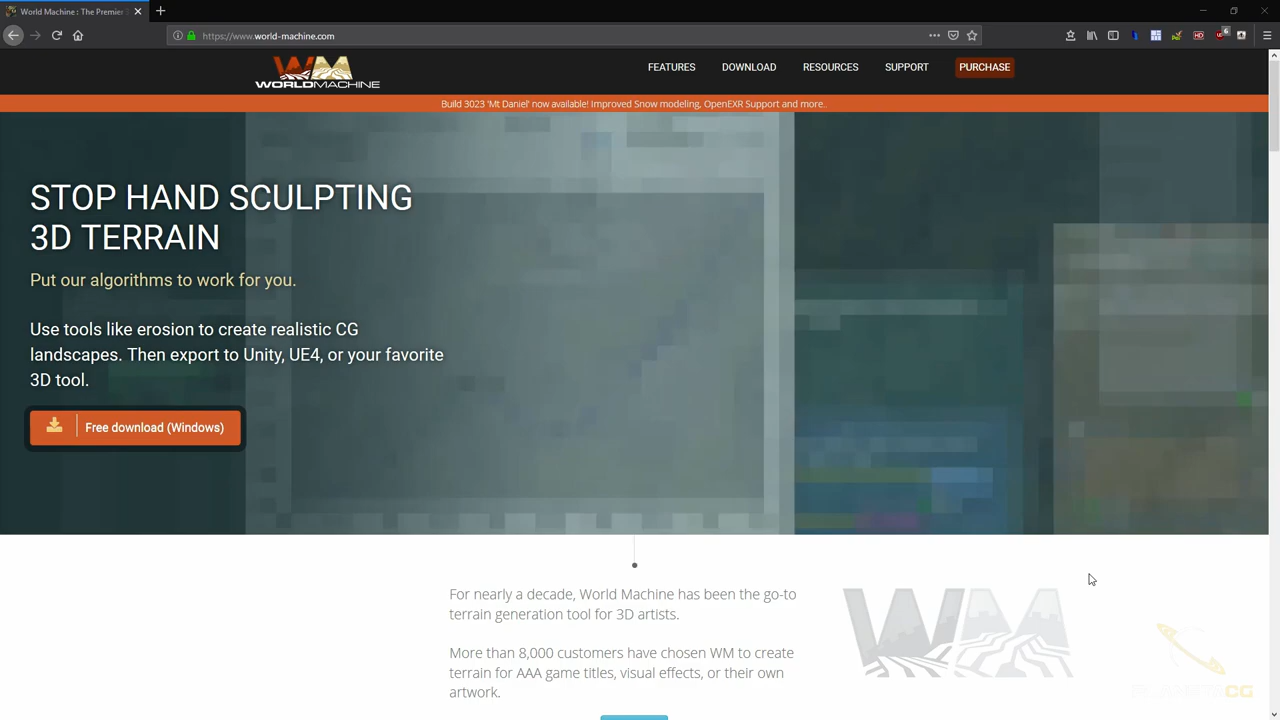 World Machine : The Premier
https://www.world-machine.com
6
WORLDMACHINE
FEATURES
DOWNLOAD
RESOURCES
SUPPORT
PURCHASE
Build 3023 'Mt Daniel' now available! Improved Snow modeling, OpenEXR Support and more..
STOP HAND SCULPTING
3D TERRAIN
Put our algorithms to work for you.
Use tools like erosion to create realistic CG
landscapes. Then export to Unity, UE4, or your favorite
3D tool.
Free download (Windows)
For nearly a decade, World Machine has been the go-to
terrain generation tool for 3D artists.
More than 8,000 customers have chosen WM to create
terrain for AAA game titles, visual effects, or their own
artwork.
WM
PLANETACG